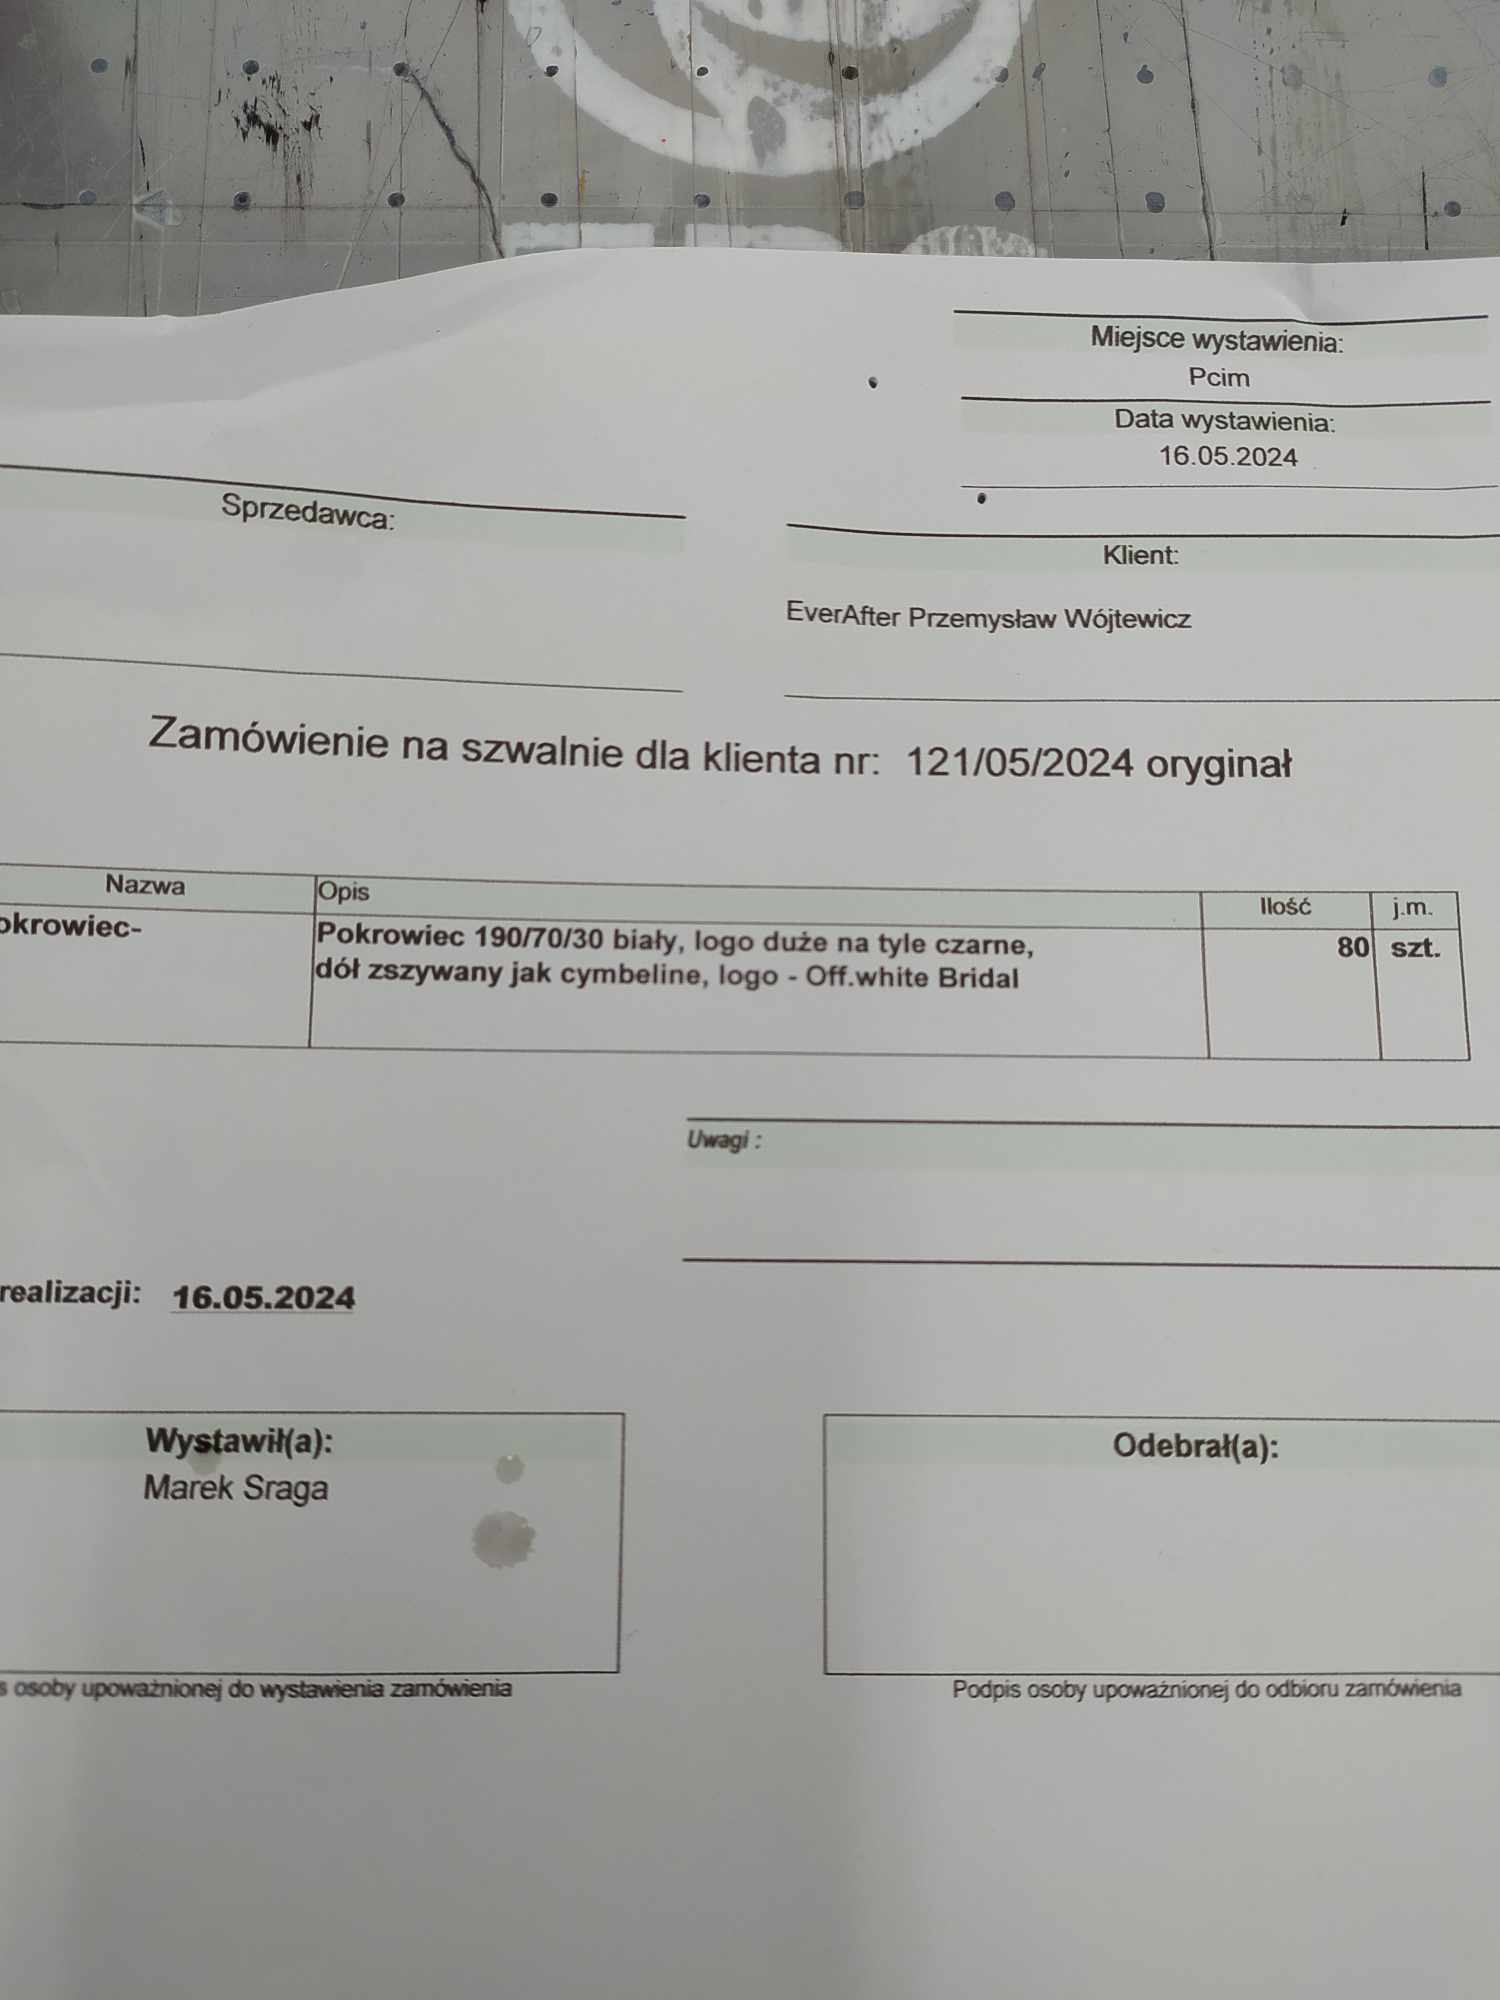 Miejsce wystawienia:
Pcim
Data wystawienia:
16.05.2024
Sprzedawca:
Klient:
EverAfter Przemysław Wójtewicz
Zamówienie na szwalnie dla klienta nr: 121/05/2024 oryginał
Nazwa Opis Ilość j.m.
okrowiec- Pokrowiec 190/70/30 biały, logo duże na tyle czarne, 80 szt.
dół zszywany jak cymbeline, logo - Off.white Bridal
Uwagi :
realizacji: 16.05.2024
Wystawił(a):
Marek Sraga
Odebrał(a):
s osoby upoważnionej do wystawienia zamówienia
Podpis osoby upoważnionej do odbioru zamówienia